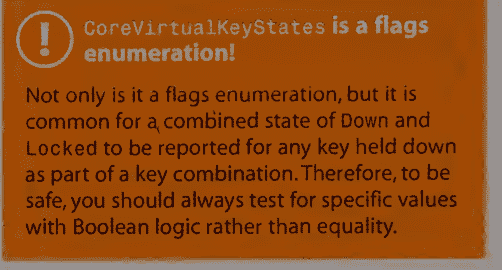 CoreVirtualKeyStates is a flags
enumeration!
Not only is it a flags enumeration, but it is
common for a combined state of Down and
Locked to be reported for any key held down
as part of a key combination. Therefore, to be
safe, you should always test for specific values
with Boolean logic rather than equality.